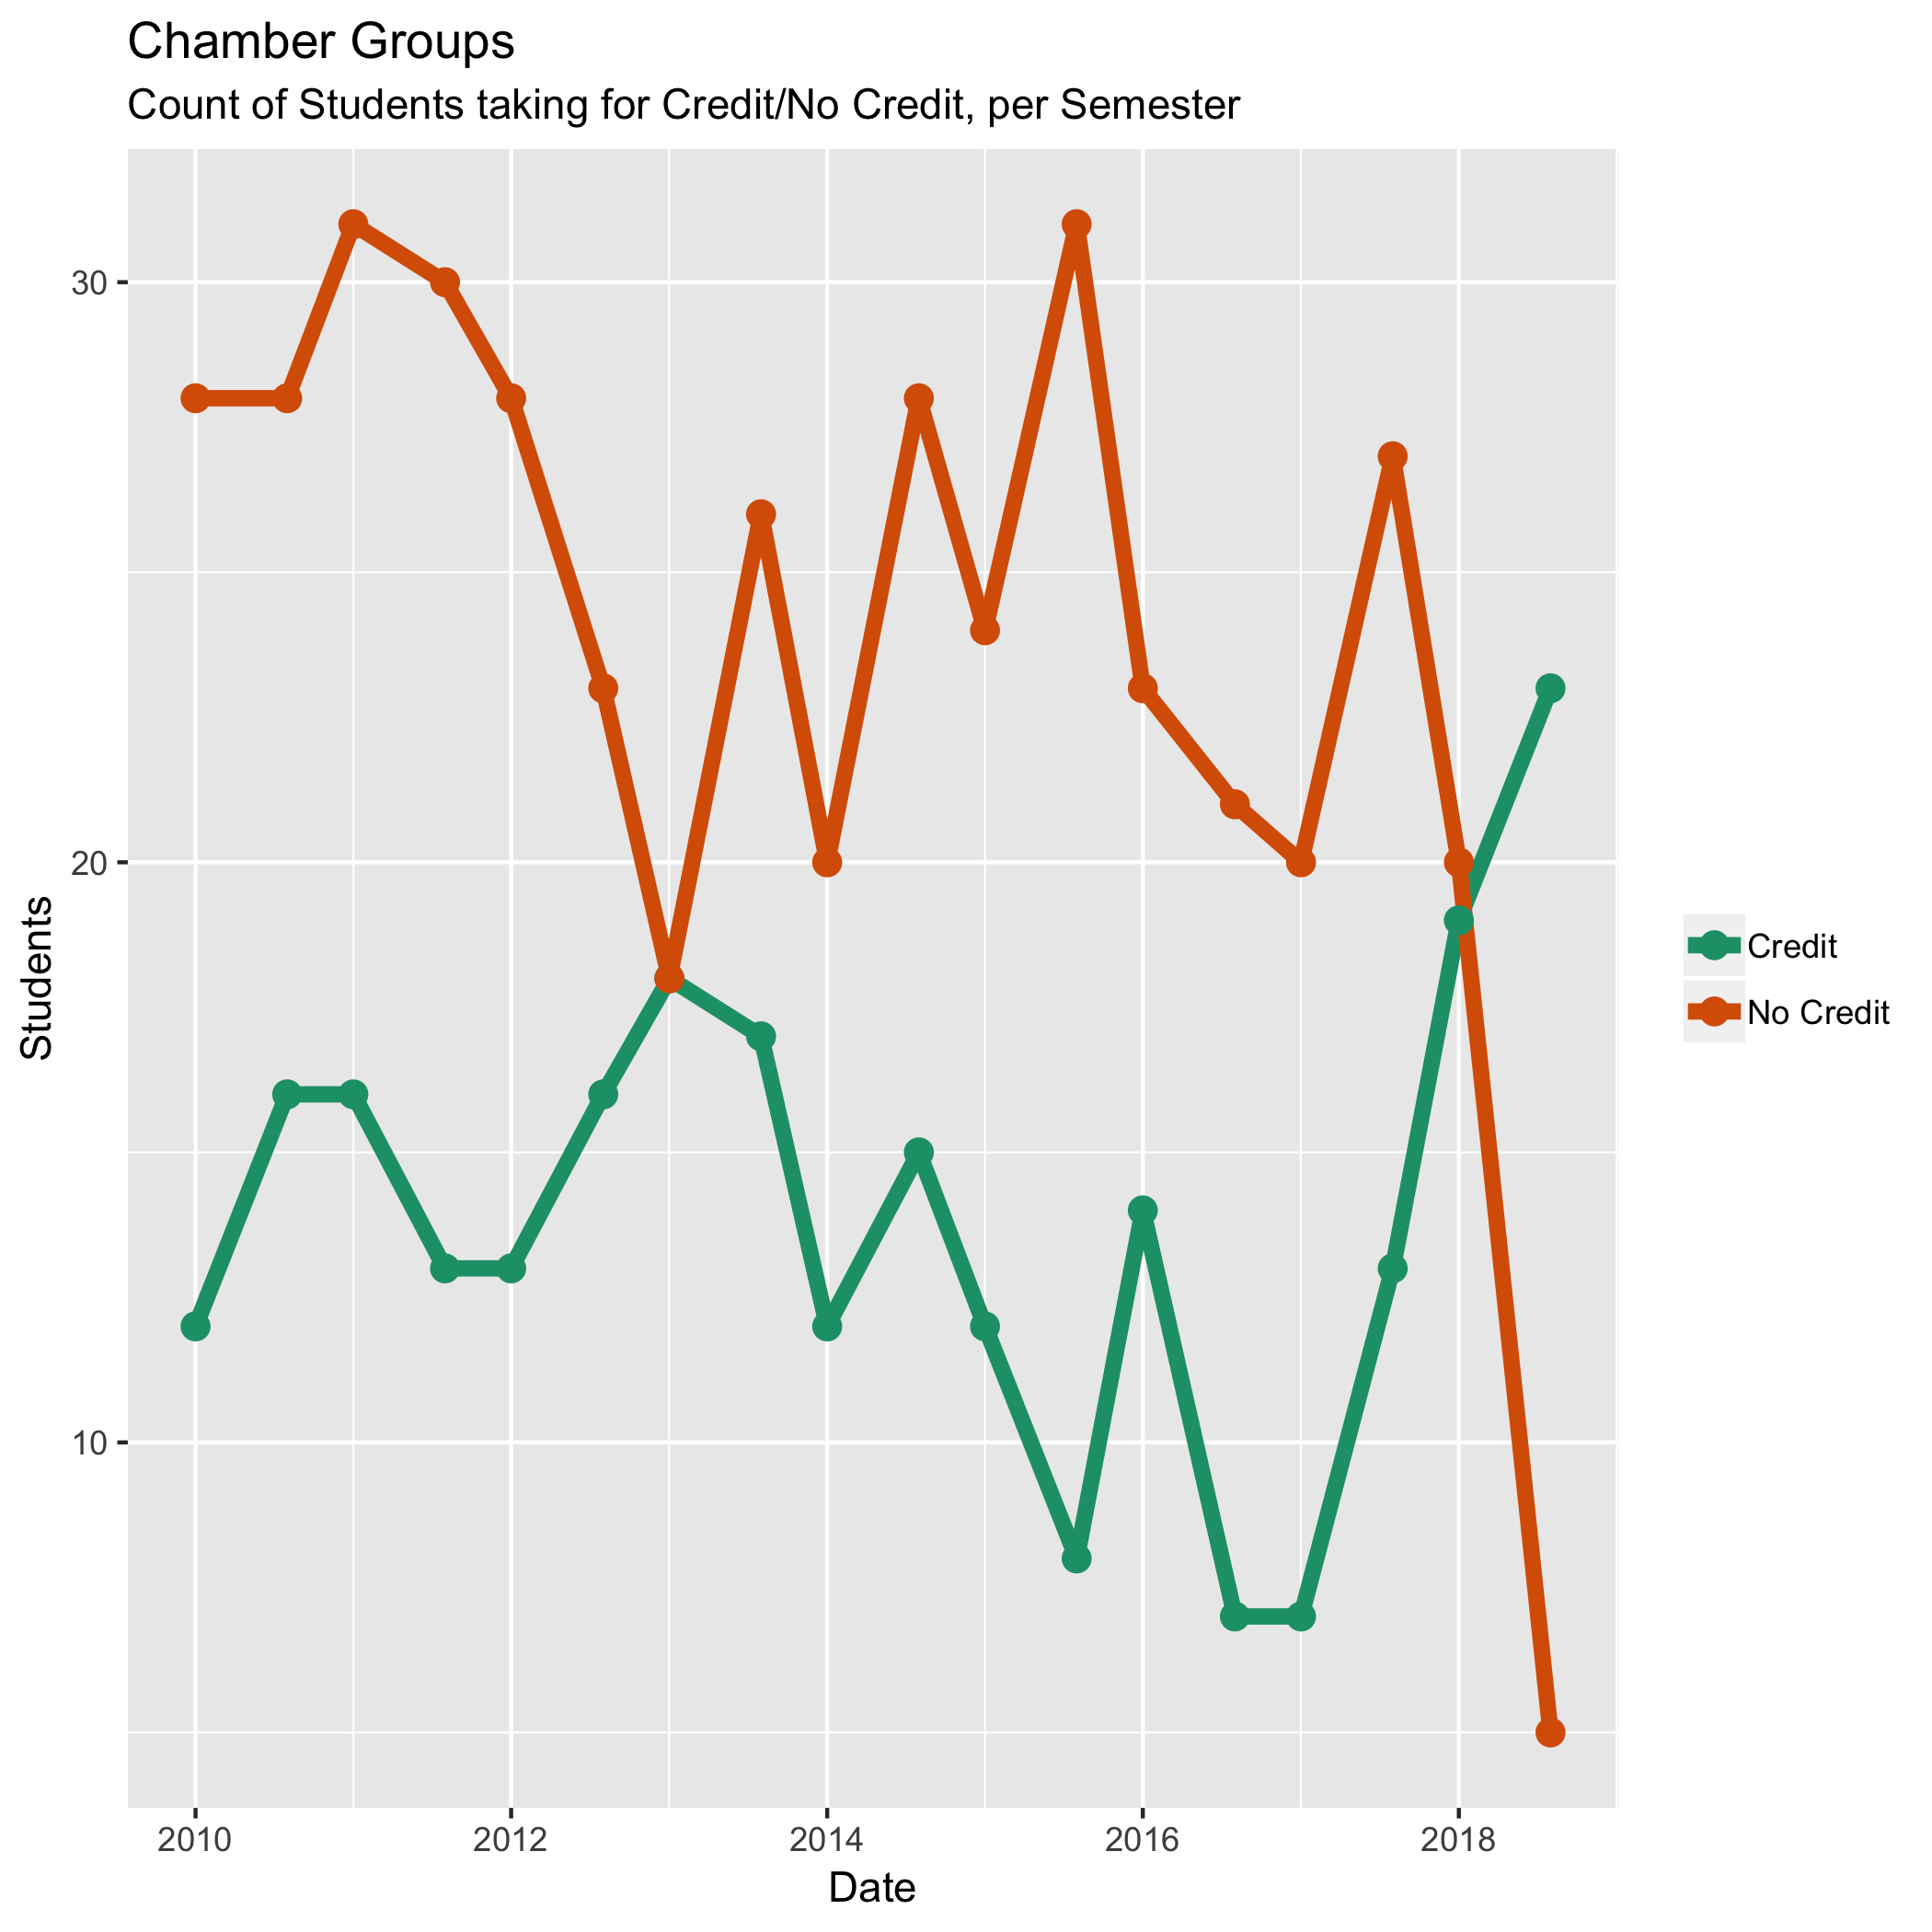 Chamber Groups
Count of Students taking for Credit/No Credit, per Semester
30
20
10
Students
2010
2012
2014
2016
2018
Date
Credit
No Credit